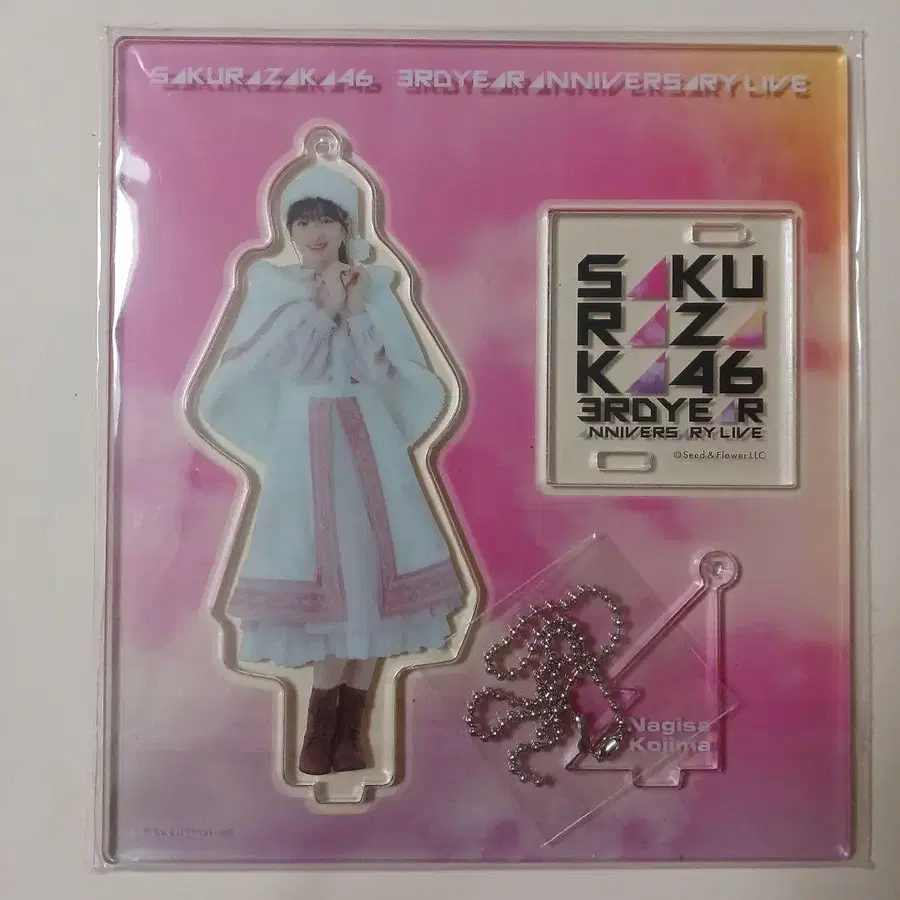 SAKURAZAKA46 3RDYEAR ANNIVERSARY LIVE
SAKU
RAZA
KA46
3RDYEAR
ANNIVERSARY LIVE
©Seed & Flower LLC
Nagisa
Kojima